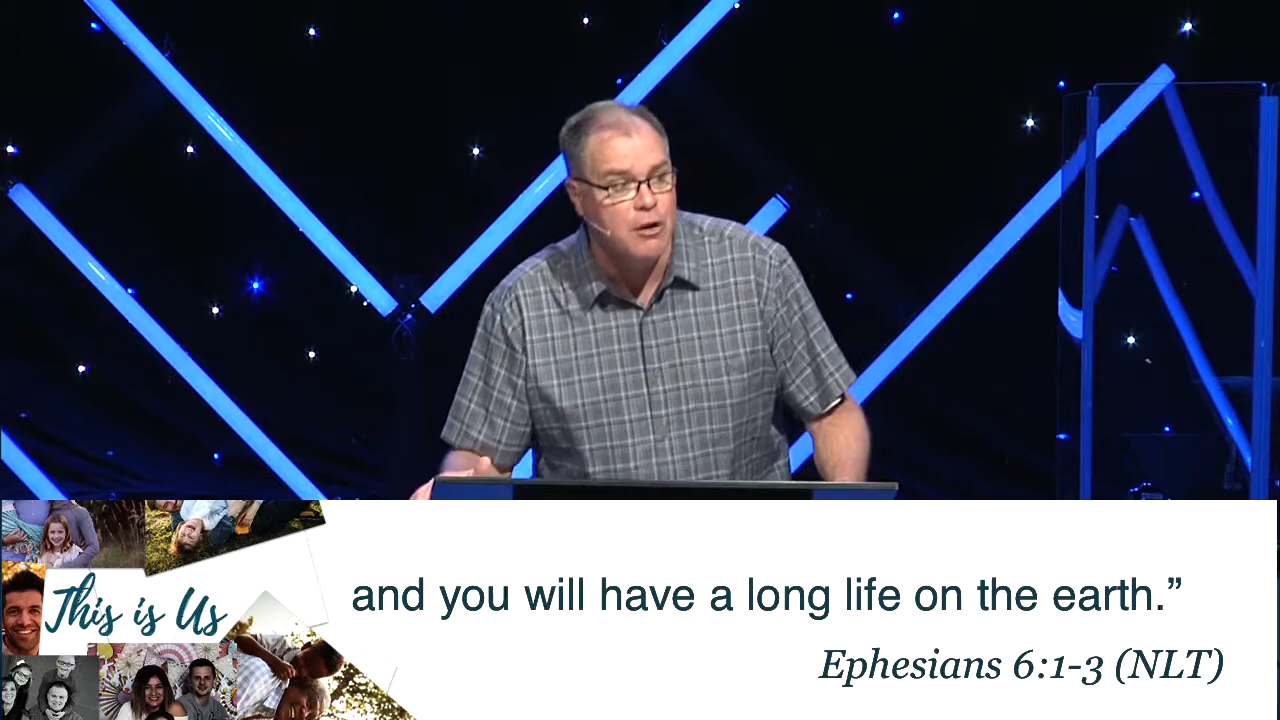 This is Us
and you will have a long life on the earth.”
Ephesians 6:1-3 (NLT)